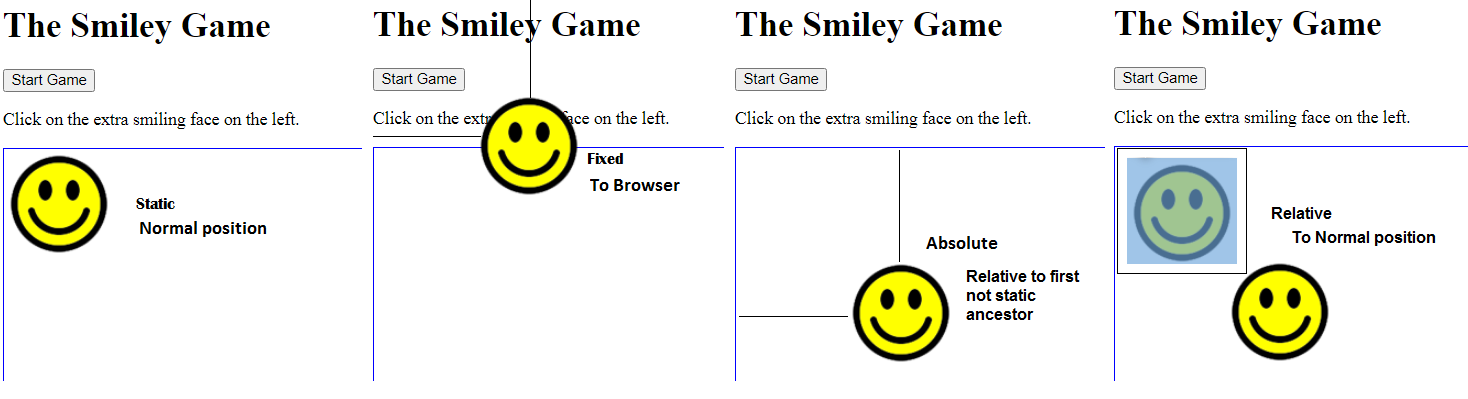 The Smiley Game
Start Game
Click on the extra smiling face on the left.
Static
Normal position
The Smiley Game
Start Game
Click on the extr ace on the left.
Fixed
To Browser
The Smiley Game
Start Game
Click on the extra smiling face on the left.
Absolute
Relative to first
not static
ancestor
The Smiley Game
Start Game
Click on the extra smiling face on the left.
Relative
To Normal position